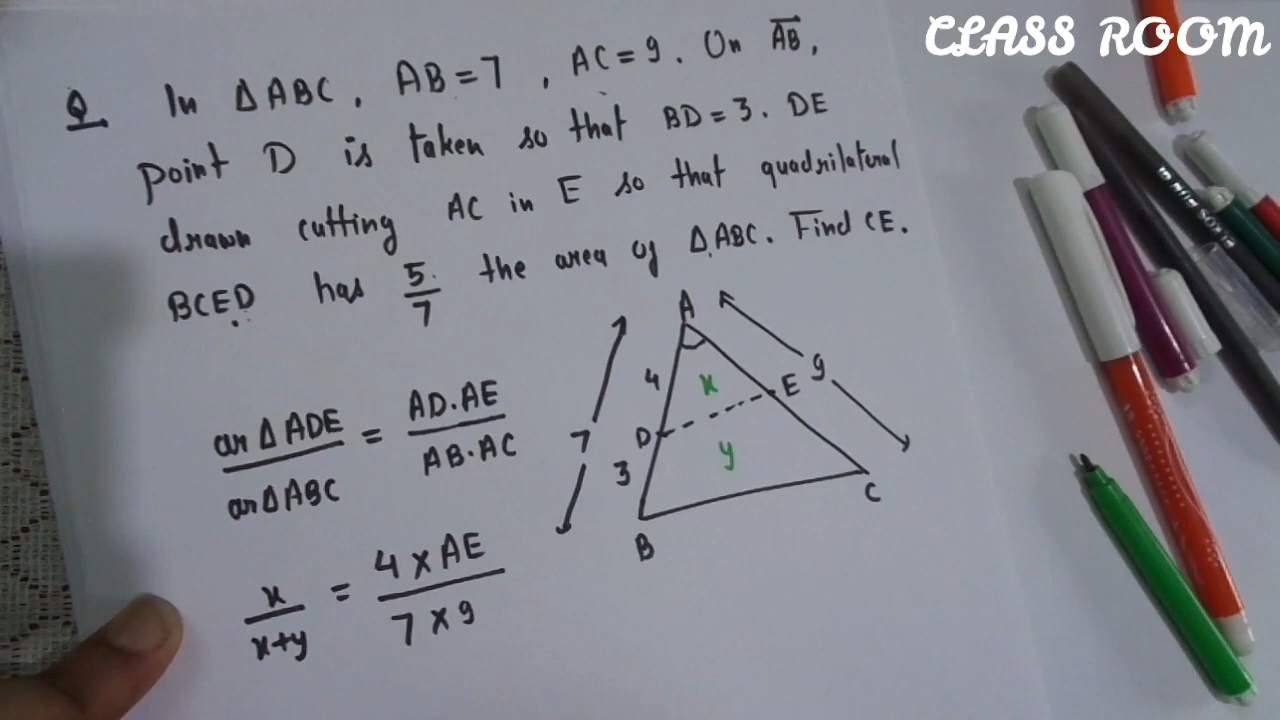 CLASS ROOM
Q In ΔABC, AB = 7, AC = 9. On AB,
point D is taken so that BD = 3. DE
drawn cutting AC in E so that quadrilateral
BCED has 5/7 the area of ΔABC. Find CE.
ar ΔADE / ar ΔABC = AD.AE / AB.AC
x / x+y = 4 x AE / 7 x 9
A
4
x
E
9
D
7
y
3
C
B